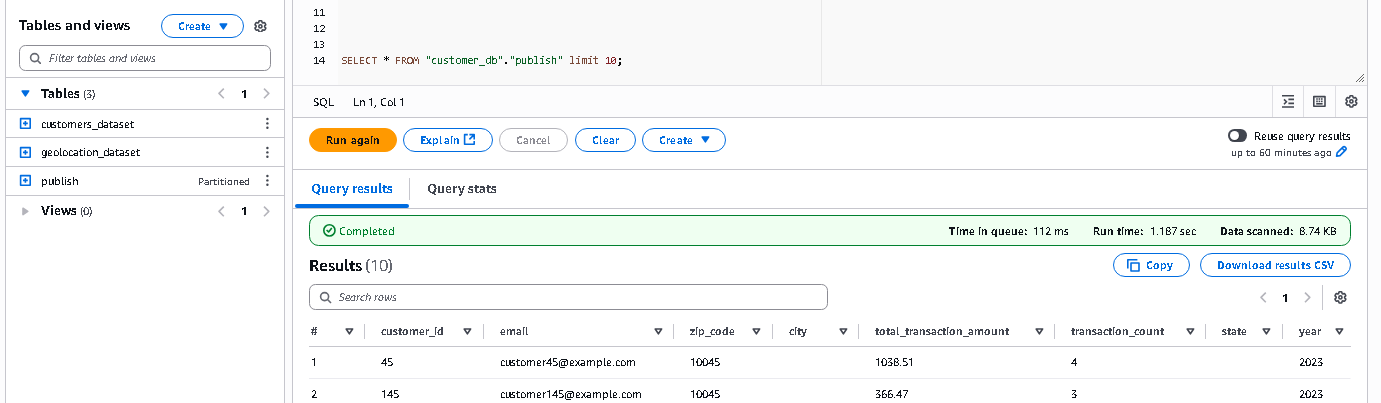 Tables and views
Create
Filter tables and views
Tables (3)
1
customers_dataset
geolocation_dataset
publish
Partitioned
Views (0)
1
11
12
13
14 SELECT * FROM "customer_db"."publish" limit 10;
SQL Ln 1, Col 1
Run again
Explain
Cancel
Clear
Create
Reuse query results
up to 60 minutes ago
Query results
Query stats
Completed
Time in queue: 112 ms Run time: 1.187 sec Data scanned: 8.74 KB
Results (10)
Copy
Download results CSV
Search rows
1
# customer_id email zip_code city total_transaction_amount transaction_count state year
1 45 customer45@example.com 10045 1038.51 4 2023
2 145 customer145@example.com 10045 366.47 3 2023